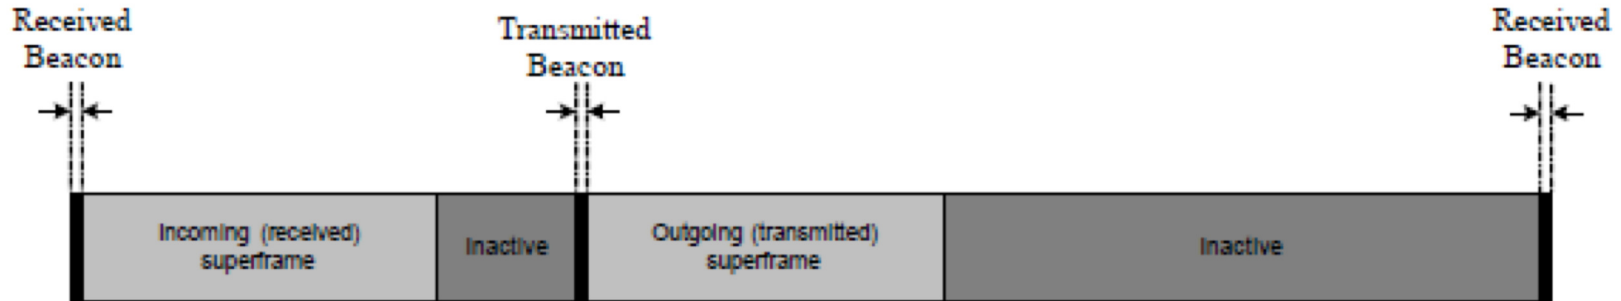 Received
Beacon
Transmitted
Beacon
Received
Beacon
Incoming (received)
superframe
Inactive
Outgoing (transmitted)
superframe
Inactive